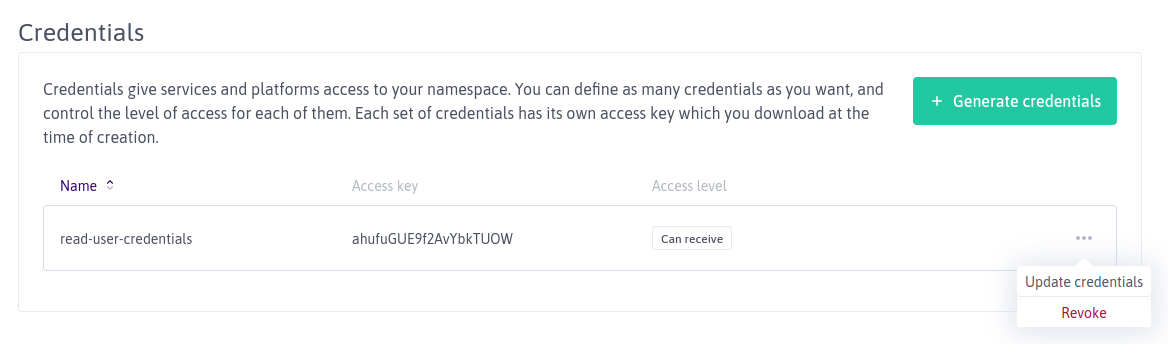 Credentials
Credentials give services and platforms access to your namespace. You can define as many credentials as you want, and
control the level of access for each of them. Each set of credentials has its own access key which you download at the
time of creation.
+ Generate credentials
Name Access key Access level
read-user-credentials ahufuGUE9f2AvYbkTUOW Can receive
Update credentials
Revoke